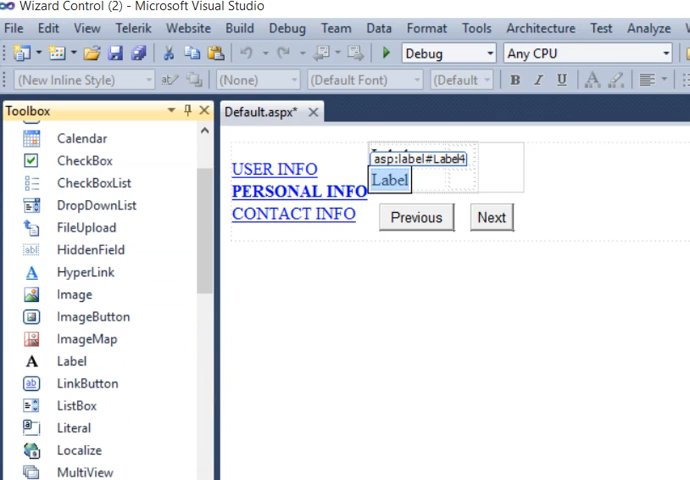 Wizard Control (2) - Microsoft Visual Studio
File Edit View Telerik Website Build Debug Team Data Format Tools Architecture Test Analyze
Debug Any CPU
(New Inline Style) (None) (Default Font) (Default B I U A
Toolbox
Default.aspx* X
Calendar
CheckBox
CheckBoxList
DropDownList
FileUpload
HiddenField
HyperLink
Image
ImageButton
ImageMap
Label
LinkButton
ListBox
Literal
Localize
MultiView
asp:label#Label4
USER INFO
Label
PERSONAL INFO
CONTACT INFO
Previous Next